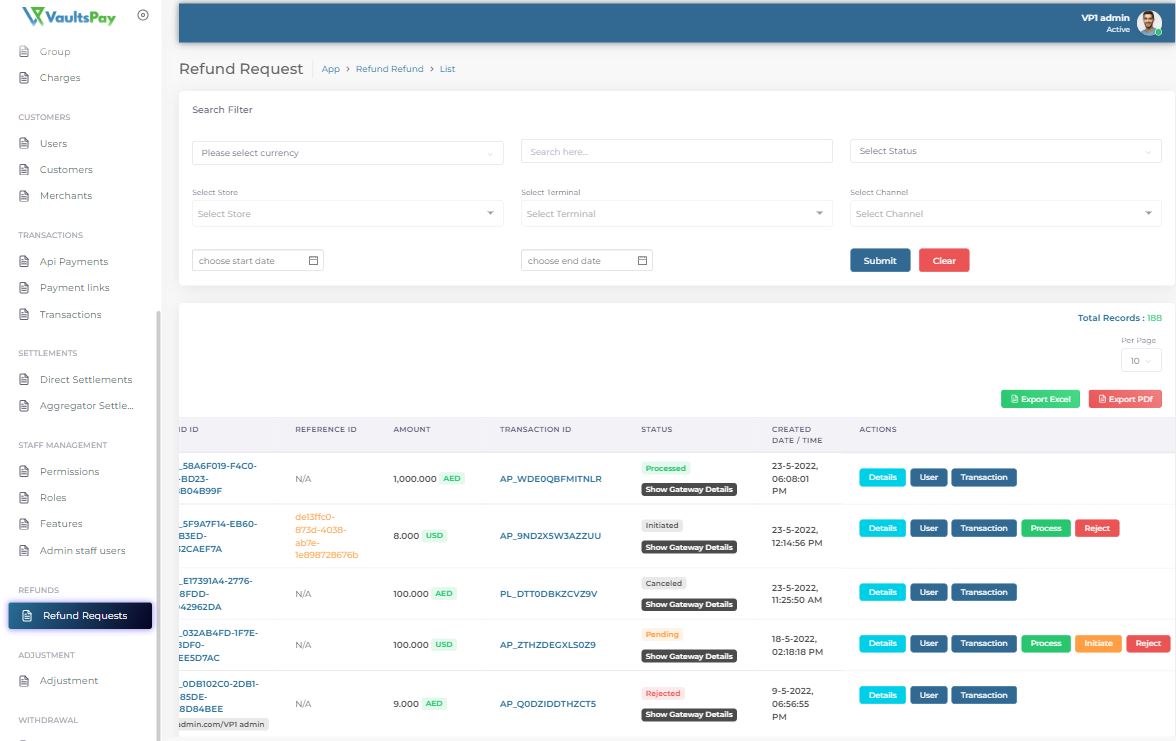 VaultsPay
VP1 admin
Active
Group
Charges
CUSTOMERS
Users
Customers
Merchants
TRANSACTIONS
Api Payments
Payment links
Transactions
SETTLEMENTS
Direct Settlements
Aggregator Settle...
STAFF MANAGEMENT
Permissions
Roles
Features
Admin staff users
REFUNDS
Refund Requests
ADJUSTMENT
Adjustment
WITHDRAWAL
Refund Request App > Refund Refund > List
Search Filter
Please select currency Search here... Select Status
Select Store Select Terminal Select Channel
Select Store Select Terminal Select Channel
choose start date choose end date Submit Clear
Total Records : 188
Per Page
10
Export Excel Export PDf
D ID REFERENCE ID AMOUNT TRANSACTION ID STATUS CREATED DATE / TIME ACTIONS
_58A6F019-F4C0-
-BD23-
B04B99F
N/A 1,000.000 AED AP_WDE0QBFMITNLR
Processed
Show Gateway Details
23-5-2022,
06:08:01
PM
Details User Transaction
_5F9A7F14-EB60-
B3ED-
2CAEF7A
de13ffc0-
873d-4038-
ab7e-
1e898728676b
8.000 USD AP_9ND2X5W3AZZUU
Initiated
Show Gateway Details
23-5-2022,
12:14:56 PM
Details User Transaction Process Reject
_E17391A4-2776-
8FDD-
942962DA
N/A 100.000 AED PL_DTT0DBKZCVZ9V
Canceled
Show Gateway Details
23-5-2022,
11:25:50 AM
Details User Transaction
_032AB4FD-1F7E-
3DF0-
EE5D7AC
N/A 100.000 USD AP_ZTHZDEGXLS0Z9
Pending
Show Gateway Details
18-5-2022,
02:18:18 PM
Details User Transaction Process Initiate Reject
_0DB102C0-2DB1-
85DE-
8D84BEE
N/A 9.000 AED AP_Q0DZIDDTHZCT5
Rejected
Show Gateway Details
9-5-2022,
06:56:55
PM
Details User Transaction
admin.com/VP1 admin